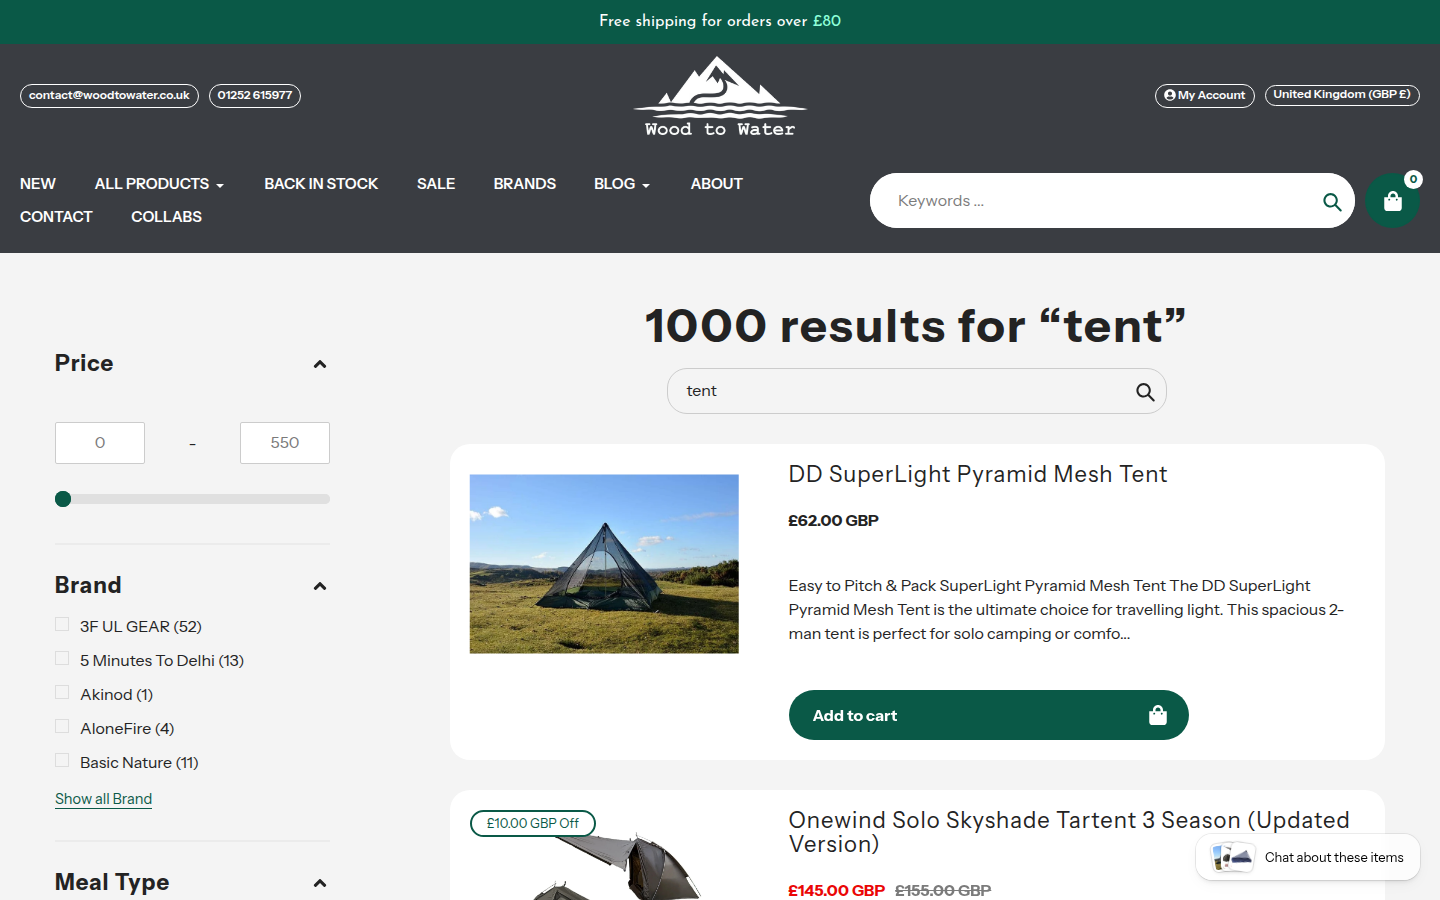 Free shipping for orders over £80
contact@woodtowater.co.uk
01252 615977
Wood to Water
My Account
United Kingdom (GBP £)
NEW
ALL PRODUCTS
BACK IN STOCK
SALE
BRANDS
BLOG
ABOUT
CONTACT
COLLABS
Keywords ...
0
1000 results for “tent”
tent
Price
0
-
550
Brand
3F UL GEAR (52)
5 Minutes To Delhi (13)
Akinod (1)
AloneFire (4)
Basic Nature (11)
Show all Brand
Meal Type
DD SuperLight Pyramid Mesh Tent
£62.00 GBP
Easy to Pitch & Pack SuperLight Pyramid Mesh Tent The DD SuperLight
Pyramid Mesh Tent is the ultimate choice for travelling light. This spacious 2-
man tent is perfect for solo camping or comfo...
Add to cart
£10.00 GBP Off
Onewind Solo Skyshade Tartent 3 Season (Updated
Version)
£145.00 GBP £155.00 GBP
Chat about these items